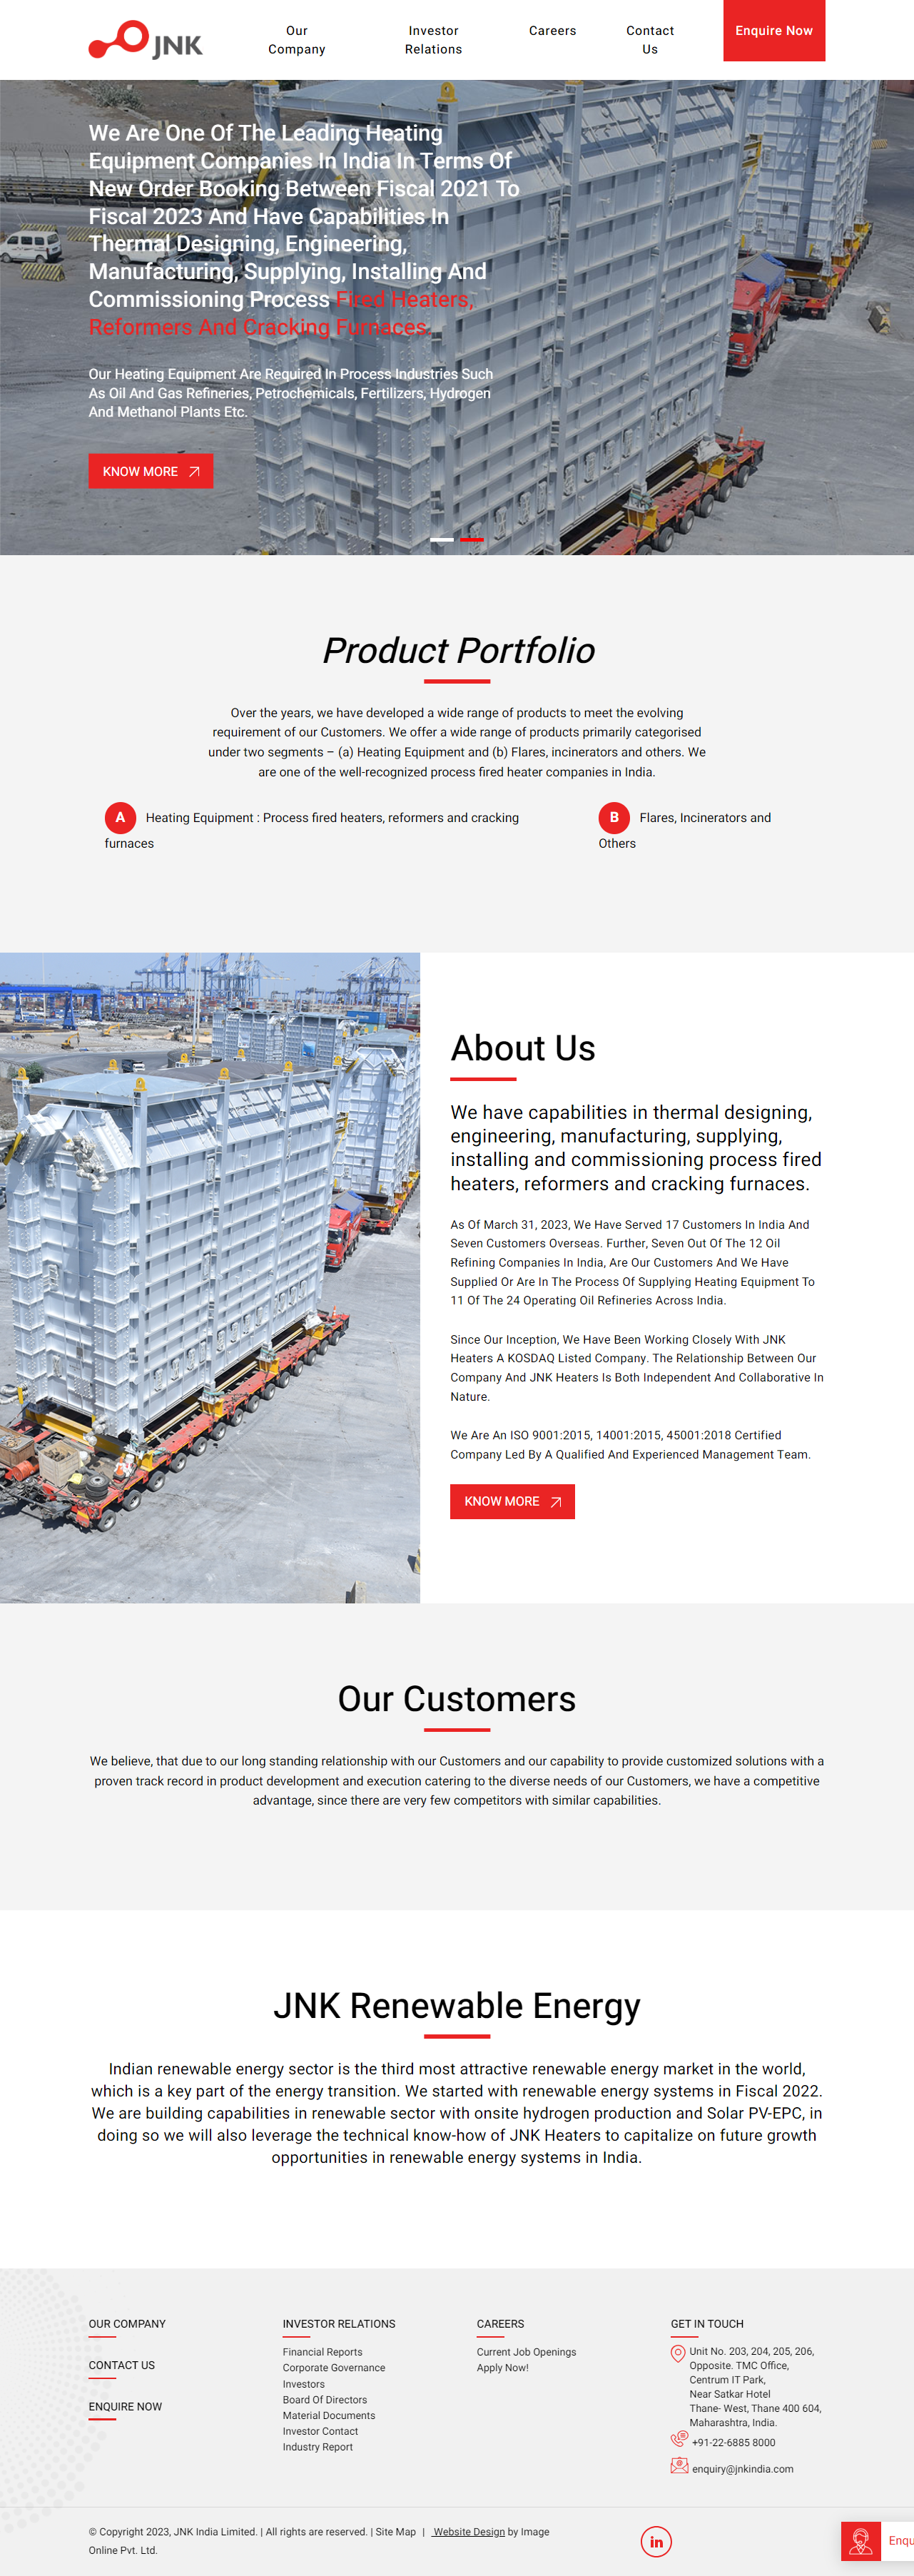 JNK
Our
Company
Investor
Relations
Careers
Contact
Us
Enquire Now
We Are One Of The Leading Heating
Equipment Companies In India In Terms Of
New Order Booking Between Fiscal 2021 To
Fiscal 2023 And Have Capabilities In
Thermal Designing, Engineering,
Manufacturing, Supplying, Installing And
Commissioning Process Fired Heaters,
Reformers And Cracking Furnaces.
Our Heating Equipment Are Required In Process Industries Such
As Oil And Gas Refineries, Petrochemicals, Fertilizers, Hydrogen
And Methanol Plants Etc.
KNOW MORE
Product Portfolio
Over the years, we have developed a wide range of products to meet the evolving
requirement of our Customers. We offer a wide range of products primarily categorised
under two segments – (a) Heating Equipment and (b) Flares, incinerators and others. We
are one of the well-recognized process fired heater companies in India.
A Heating Equipment : Process fired heaters, reformers and cracking
furnaces
B Flares, Incinerators and
Others
About Us
We have capabilities in thermal designing,
engineering, manufacturing, supplying,
installing and commissioning process fired
heaters, reformers and cracking furnaces.
As Of March 31, 2023, We Have Served 17 Customers In India And
Seven Customers Overseas. Further, Seven Out Of The 12 Oil
Refining Companies In India, Are Our Customers And We Have
Supplied Or Are In The Process Of Supplying Heating Equipment To
11 Of The 24 Operating Oil Refineries Across India.
Since Our Inception, We Have Been Working Closely With JNK
Heaters A KOSDAQ Listed Company. The Relationship Between Our
Company And JNK Heaters Is Both Independent And Collaborative In
Nature.
We Are An ISO 9001:2015, 14001:2015, 45001:2018 Certified
Company Led By A Qualified And Experienced Management Team.
KNOW MORE
Our Customers
We believe, that due to our long standing relationship with our Customers and our capability to provide customized solutions with a
proven track record in product development and execution catering to the diverse needs of our Customers, we have a competitive
advantage, since there are very few competitors with similar capabilities.
JNK Renewable Energy
Indian renewable energy sector is the third most attractive renewable energy market in the world,
which is a key part of the energy transition. We started with renewable energy systems in Fiscal 2022.
We are building capabilities in renewable sector with onsite hydrogen production and Solar PV-EPC, in
doing so we will also leverage the technical know-how of JNK Heaters to capitalize on future growth
opportunities in renewable energy systems in India.
OUR COMPANY
CONTACT US
ENQUIRE NOW
INVESTOR RELATIONS
Financial Reports
Corporate Governance
Investors
Board Of Directors
Material Documents
Investor Contact
Industry Report
CAREERS
Current Job Openings
Apply Now!
GET IN TOUCH
Unit No. 203, 204, 205, 206,
Opposite. TMC Office,
Centrum IT Park,
Near Satkar Hotel
Thane- West, Thane 400 604,
Maharashtra, India.
+91-22-6885 8000
enquiry@jnkindia.com
© Copyright 2023, JNK India Limited. | All rights are reserved. | Site Map | Website Design by Image
Online Pvt. Ltd.
in
Enqu